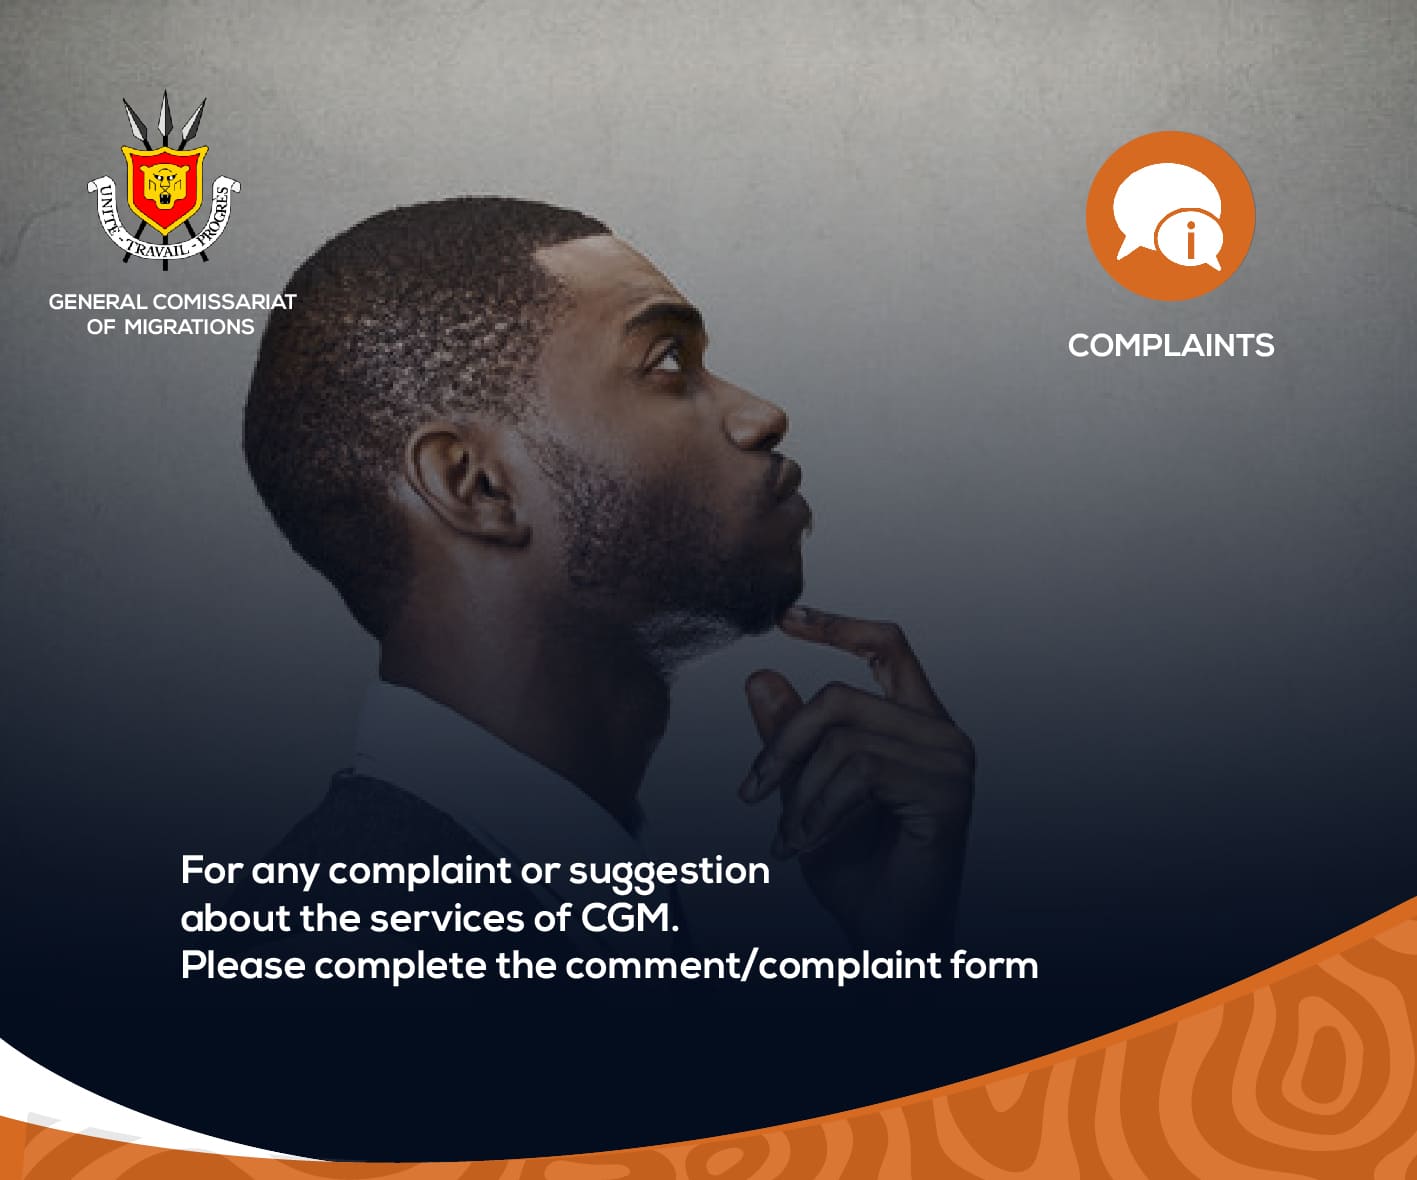 UNITE - TRAVAIL - PROGRES
GENERAL COMISSARIAT
OF MIGRATIONS
i
COMPLAINTS
For any complaint or suggestion
about the services of CGM.
Please complete the comment/complaint form